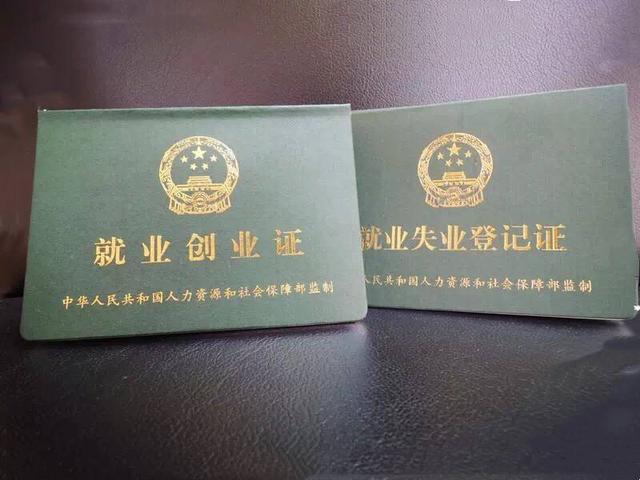 就业创业证
中华人民共和国人力资源和社会保障部监制
就业失业登记证
人民共和国人力资源和社会保障部监制